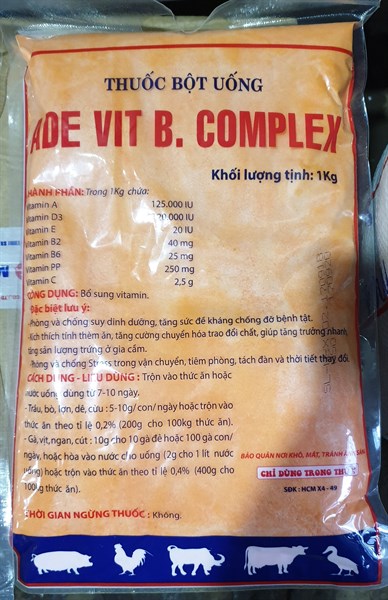 THUỐC BỘT UỐNG
ADE VIT B. COMPLEX
Khối lượng tịnh: 1Kg
THÀNH PHẦN: Trong 1Kg chứa:
Vitamin A 125.000 IU
Vitamin D3 20.000 IU
Vitamin E 20 IU
Vitamin B2 40 mg
Vitamin B6 25 mg
Vitamin PP 250 mg
Vitamin C 2,5 g
CÔNG DỤNG: Bổ sung vitamin.
Đặc biệt lưu ý:
-Phòng và chống suy dinh dưỡng, tăng sức đề kháng chống đỡ bệnh tật.
-Kích thích tính thèm ăn, tăng cường chuyển hóa trao đổi chất, giúp tăng trưởng nhanh,
tăng sản lượng trứng ở gia cầm.
-Phòng và chống Stress trong vận chuyển, tiêm phòng, tách đàn và thời tiết thay đổi.
CÁCH DÙNG - LIỀU DÙNG : Trộn vào thức ăn hoặc
nước uống, dùng từ 7-10 ngày.
- Trâu, bò, lợn, dê, cừu : 5-10g/ con/ ngày hoặc trộn vào
thức ăn theo tỉ lệ 0,2% (200g cho 100kg thức ăn).
- Gà, vịt, ngan, cút : 10g cho 10 gà đẻ hoặc 100 gà con/
ngày, hoặc hòa vào nước cho uống (2g cho 1 lít nước
uống) hoặc trộn vào thức ăn theo tỉ lệ 0,4% (400g cho
100kg thức ăn).
BẢO QUẢN NƠI KHÔ, MÁT, TRÁNH ÁNH
CHỈ DÙNG TRONG THÚ Y
SĐK : HCM X4 - 49
THỜI GIAN NGỪNG THUỐC : Không.